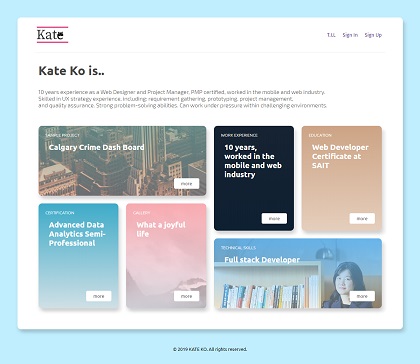 Kate
T.I.L
Sign In
Sign Up
Kate Ko is..
10 years experience as a Web Designer and Project Manager, PMP certified, worked in the mobile and web industry.
Skilled in UX strategy experience, including: requirement gathering, prototyping, project management,
and quality assurance. Strong problem-solving abilities. Can work under pressure within challenging environments.
SAMPLE PROJECT
Calgary Crime Dash Board
more
WORK EXPERIENCE
10 years,
worked in the
mobile and web
industry
more
EDUCATION
Web Developer
Certificate at
SAIT
more
CERTIFICATION
Advanced Data
Analytics Semi-
Professional
more
GALLERY
What a joyful
life
more
TECHNICAL SKILLS
Full stack Developer
more
© 2019 KATE KO. All rights reserved.